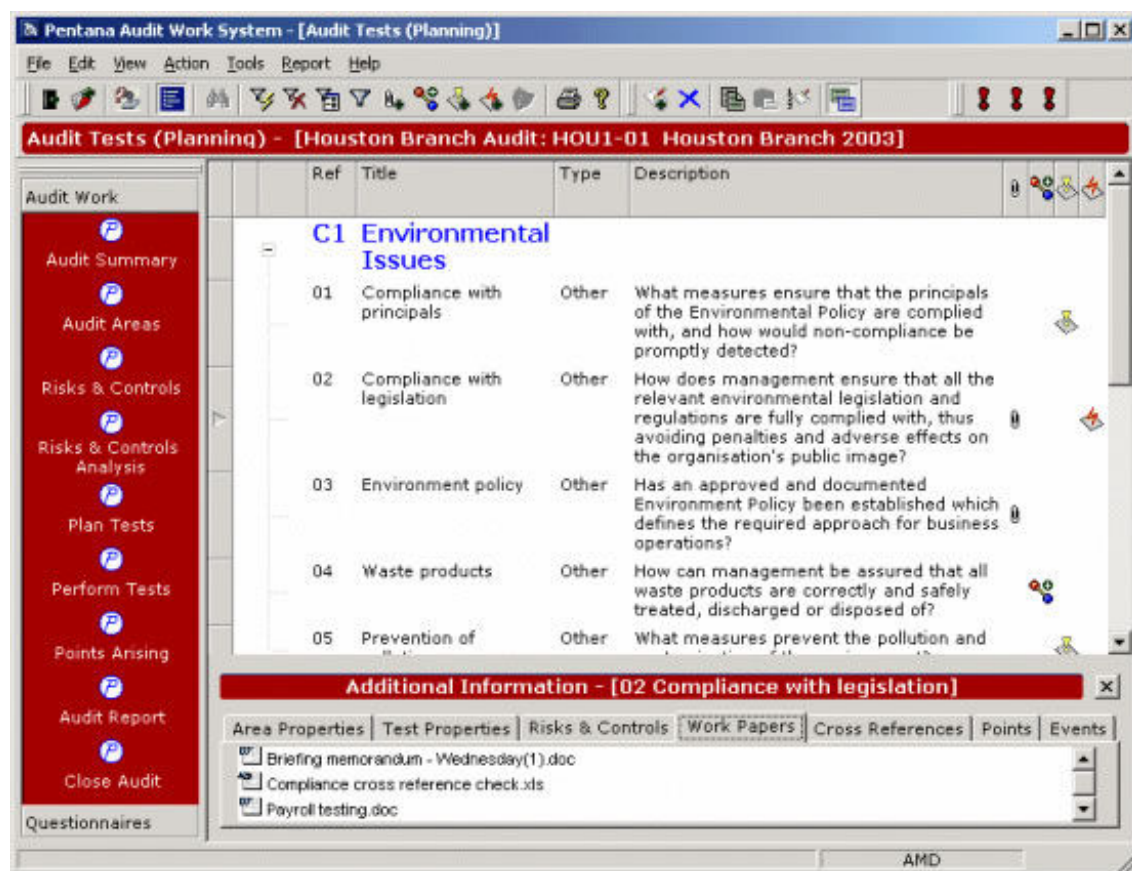 Pentana Audit Work System - [Audit Tests (Planning)]
File Edit View Action Tools Report Help
Audit Tests (Planning) - [Houston Branch Audit: HOU1-01 Houston Branch 2003]
Audit Work
Audit Summary
Audit Areas
Risks & Controls
Risks & Controls
Analysis
Plan Tests
Perform Tests
Points Arising
Audit Report
Close Audit
Questionnaires
Ref Title Type Description
C1 Environmental
Issues
01 Compliance with
principals
Other
What measures ensure that the principals
of the Environmental Policy are complied
with, and how would non-compliance be
promptly detected?
02 Compliance with
legislation
Other
How does management ensure that all the
relevant environmental legislation and
regulations are fully complied with, thus
avoiding penalties and adverse effects on
the organisation's public image?
03 Environment policy
Other
Has an approved and documented
Environment Policy been established which
defines the required approach for business
operations?
04 Waste products
Other
How can management be assured that all
waste products are correctly and safely
treated, discharged or disposed of?
05 Prevention of
Other
What measures prevent the pollution and
Additional Information - [02 Compliance with legislation]
Area Properties Test Properties Risks & Controls Work Papers Cross References Points Events
Briefing memorandum - Wednesday(1).doc
Compliance cross reference check.xls
Payroll testing.doc
AMD